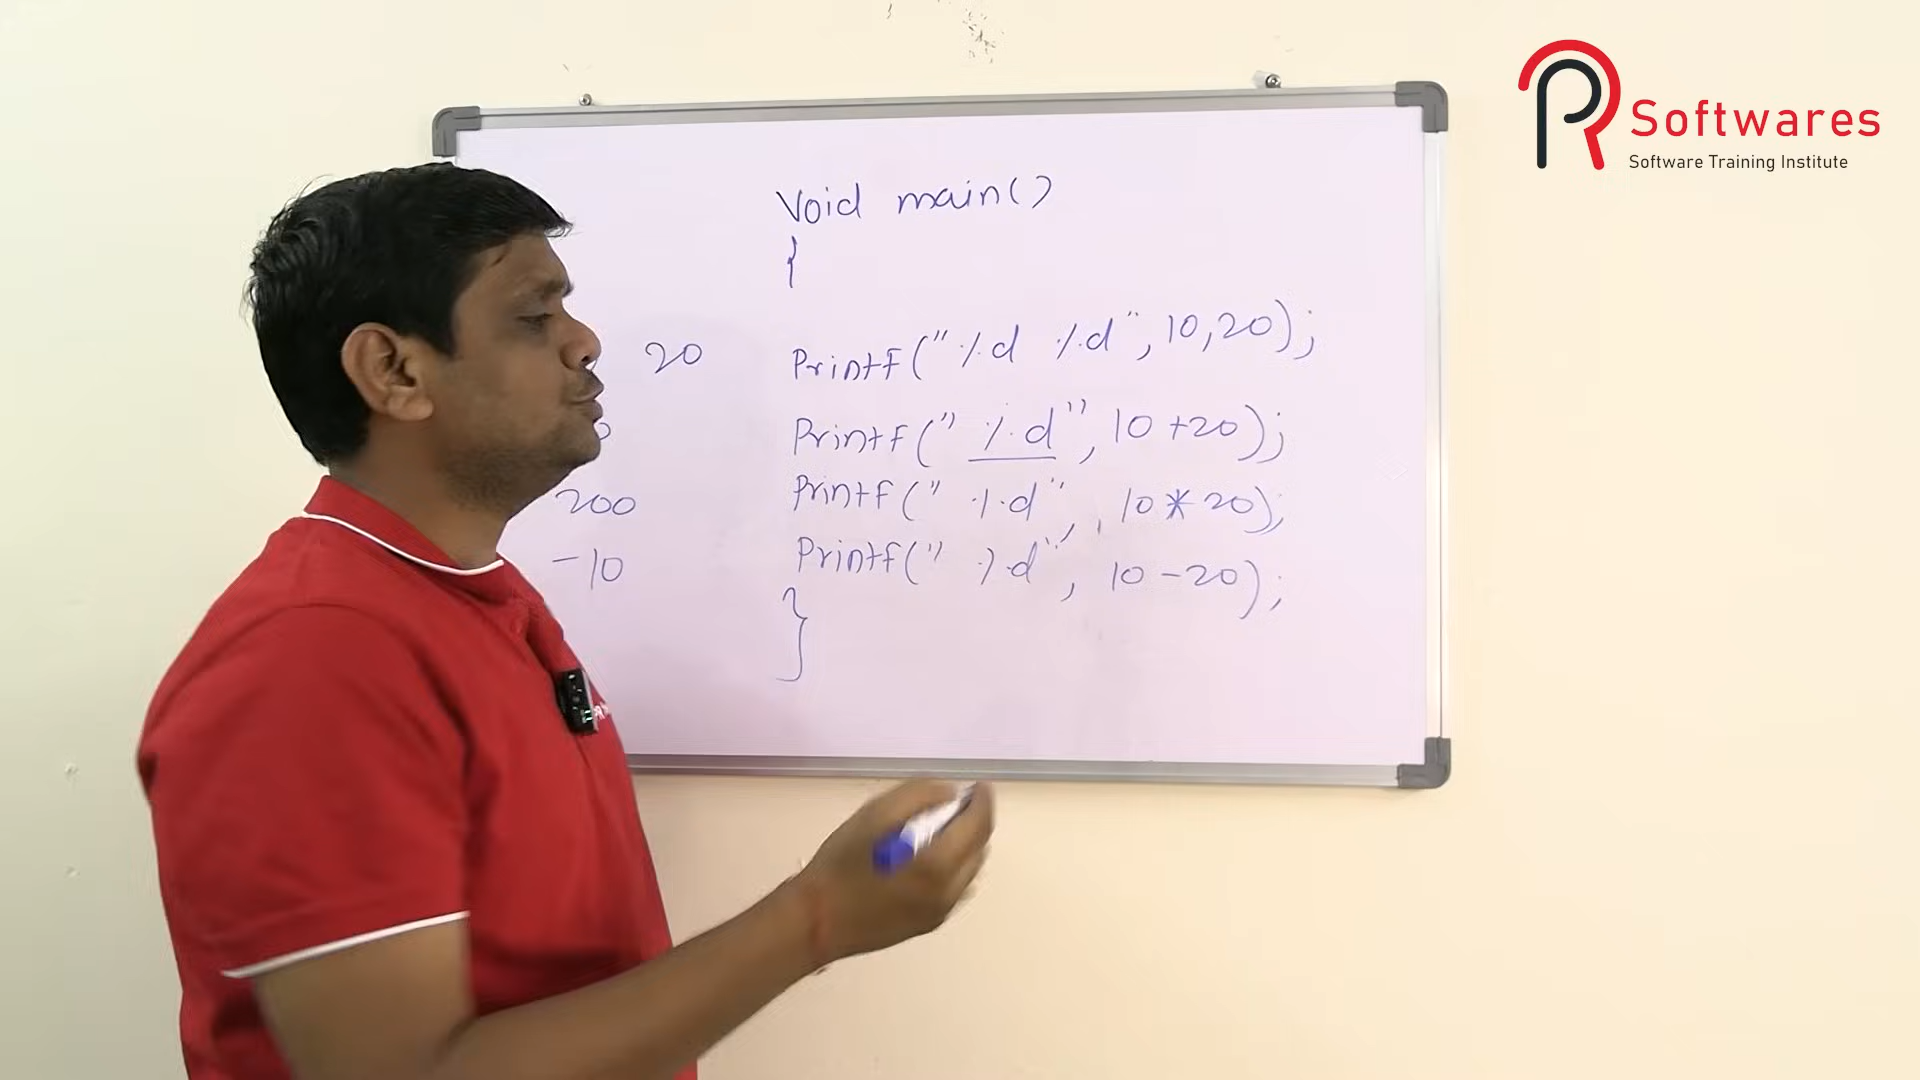 Void main()
{
20 Printf("%d %d", 10,20);
Printf(" %d", 10+20);
200 Printf(" %d", 10*20);
-10 Printf(" %d", 10-20);
}
PR Softwares
Software Training Institute